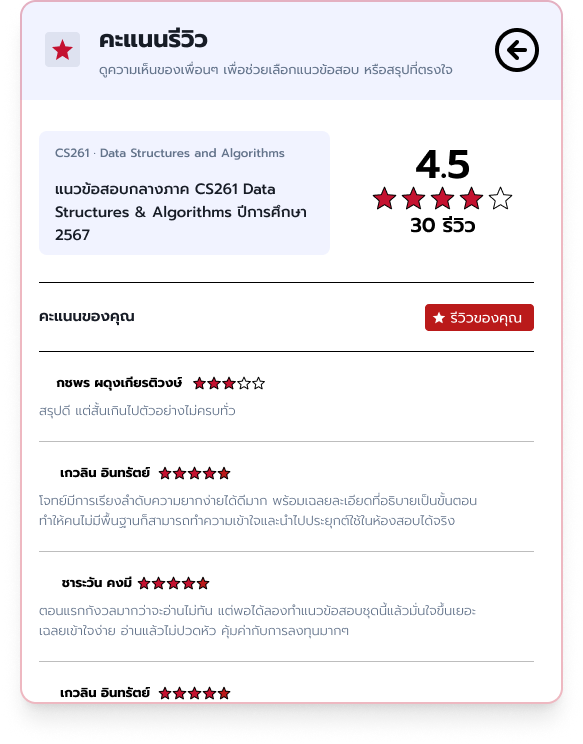 คะแนนรีวิว
ดูความเห็นของเพื่อนๆ เพื่อช่วยเลือกแนวข้อสอบ หรือสรุปที่ตรงใจ
CS261 · Data Structures and Algorithms
แนวข้อสอบกลางภาค CS261 Data
Structures & Algorithms ปีการศึกษา
2567
4.5
30 รีวิว
คะแนนของคุณ
รีวิวของคุณ
กชพร ผดุงเกียรติวงษ์
สรุปดี แต่สั้นเกินไปตัวอย่างไม่ครบทั่ว
เกวลิน อินทรัตย์
โจทย์มีการเรียงลำดับความยากง่ายได้ดีมาก พร้อมเฉลยละเอียดที่อธิบายเป็นขั้นตอน
ทำให้คนไม่มีพื้นฐานก็สามารถทำความเข้าใจและนำไปประยุกต์ใช้ในห้องสอบได้จริง
ชาระวัน คงมี
ตอนแรกกังวลมากว่าจะอ่านไม่ทัน แต่พอได้ลองทำแนวข้อสอบชุดนี้แล้วมั่นใจขึ้นเยอะ
เฉลยเข้าใจง่าย อ่านแล้วไม่ปวดหัว คุ้มค่ากับการลงทุนมากๆ
เกวลิน อินทรัตย์